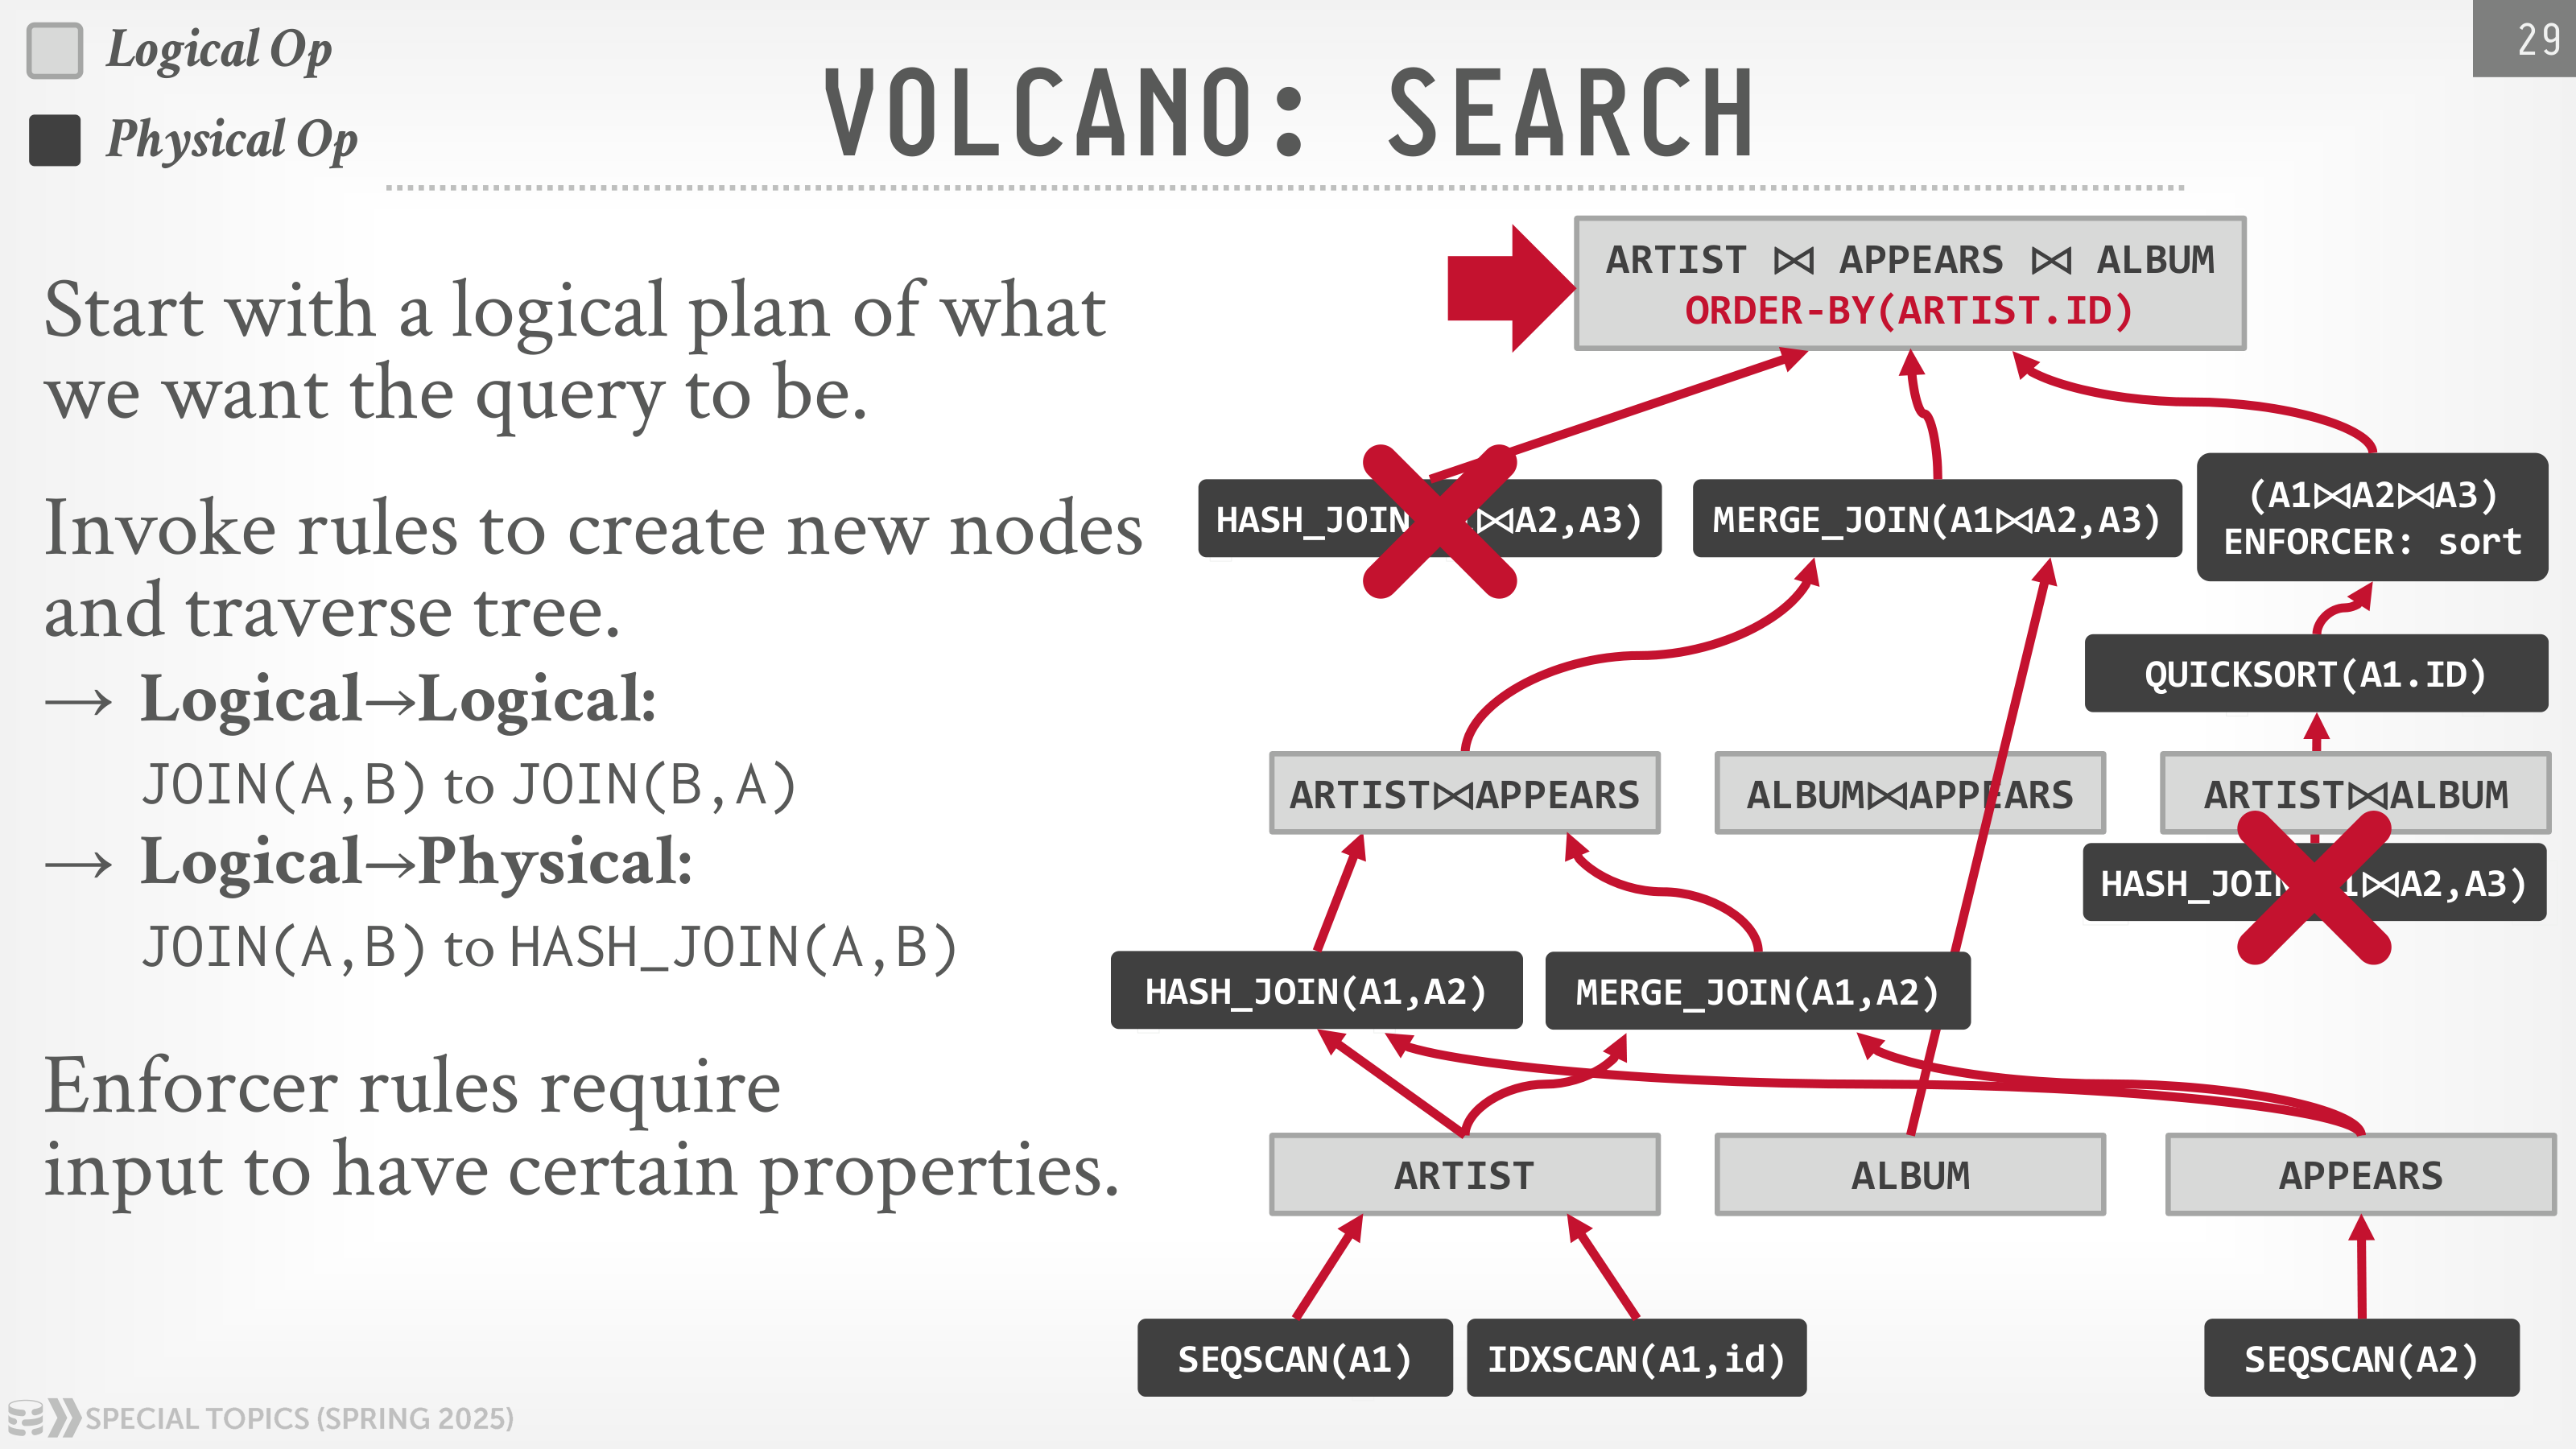 Logical Op
Physical Op
29
VOLCANO: SEARCH
Start with a logical plan of what
we want the query to be.
Invoke rules to create new nodes
and traverse tree.
→ Logical→Logical:
JOIN(A,B) to JOIN(B,A)
→ Logical→Physical:
JOIN(A,B) to HASH_JOIN(A,B)
Enforcer rules require
input to have certain properties.
ARTIST ⋈ APPEARS ⋈ ALBUM
ORDER-BY(ARTIST.ID)
HASH_JOIN ⋈A2,A3)
MERGE_JOIN(A1⋈A2,A3)
(A1⋈A2⋈A3)
ENFORCER: sort
QUICKSORT(A1.ID)
ARTIST⋈APPEARS
ALBUM⋈APPEARS
ARTIST⋈ALBUM
HASH_JOIN 1⋈A2,A3)
HASH_JOIN(A1,A2)
MERGE_JOIN(A1,A2)
ARTIST
ALBUM
APPEARS
SEQSCAN(A1)
IDXSCAN(A1,id)
SEQSCAN(A2)
SPECIAL TOPICS (SPRING 2025)